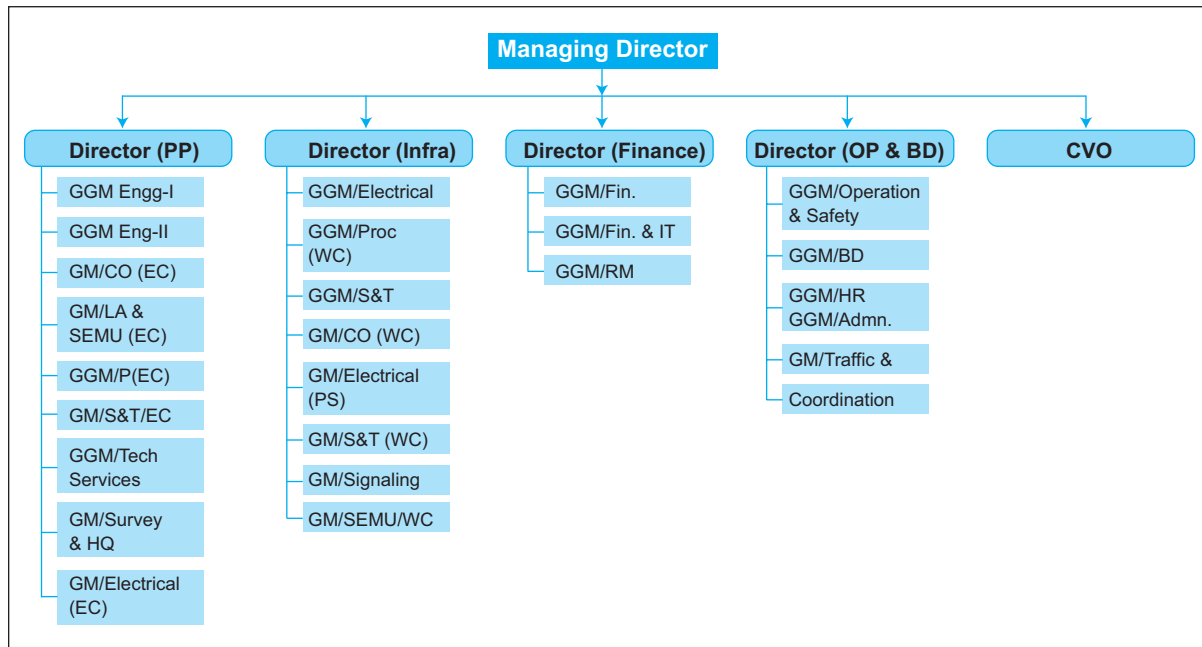 Managing Director
Director (PP)
GGM Engg-I
GGM Eng-II
GM/CO (EC)
GM/LA &
SEMU (EC)
GGM/P(EC)
GM/S&T/EC
GGM/Tech
Services
GM/Survey
& HQ
GM/Electrical
(EC)
Director (Infra)
GGM/Electrical
GGM/Proc
(WC)
GGM/S&T
GM/CO (WC)
GM/Electrical
(PS)
GM/S&T (WC)
GM/Signaling
GM/SEMU/WC
Director (Finance)
GGM/Fin.
GGM/Fin. & IT
GGM/RM
Director (OP & BD)
GGM/Operation
& Safety
GGM/BD
GGM/HR
GGM/Admn.
GM/Traffic &
Coordination
CVO